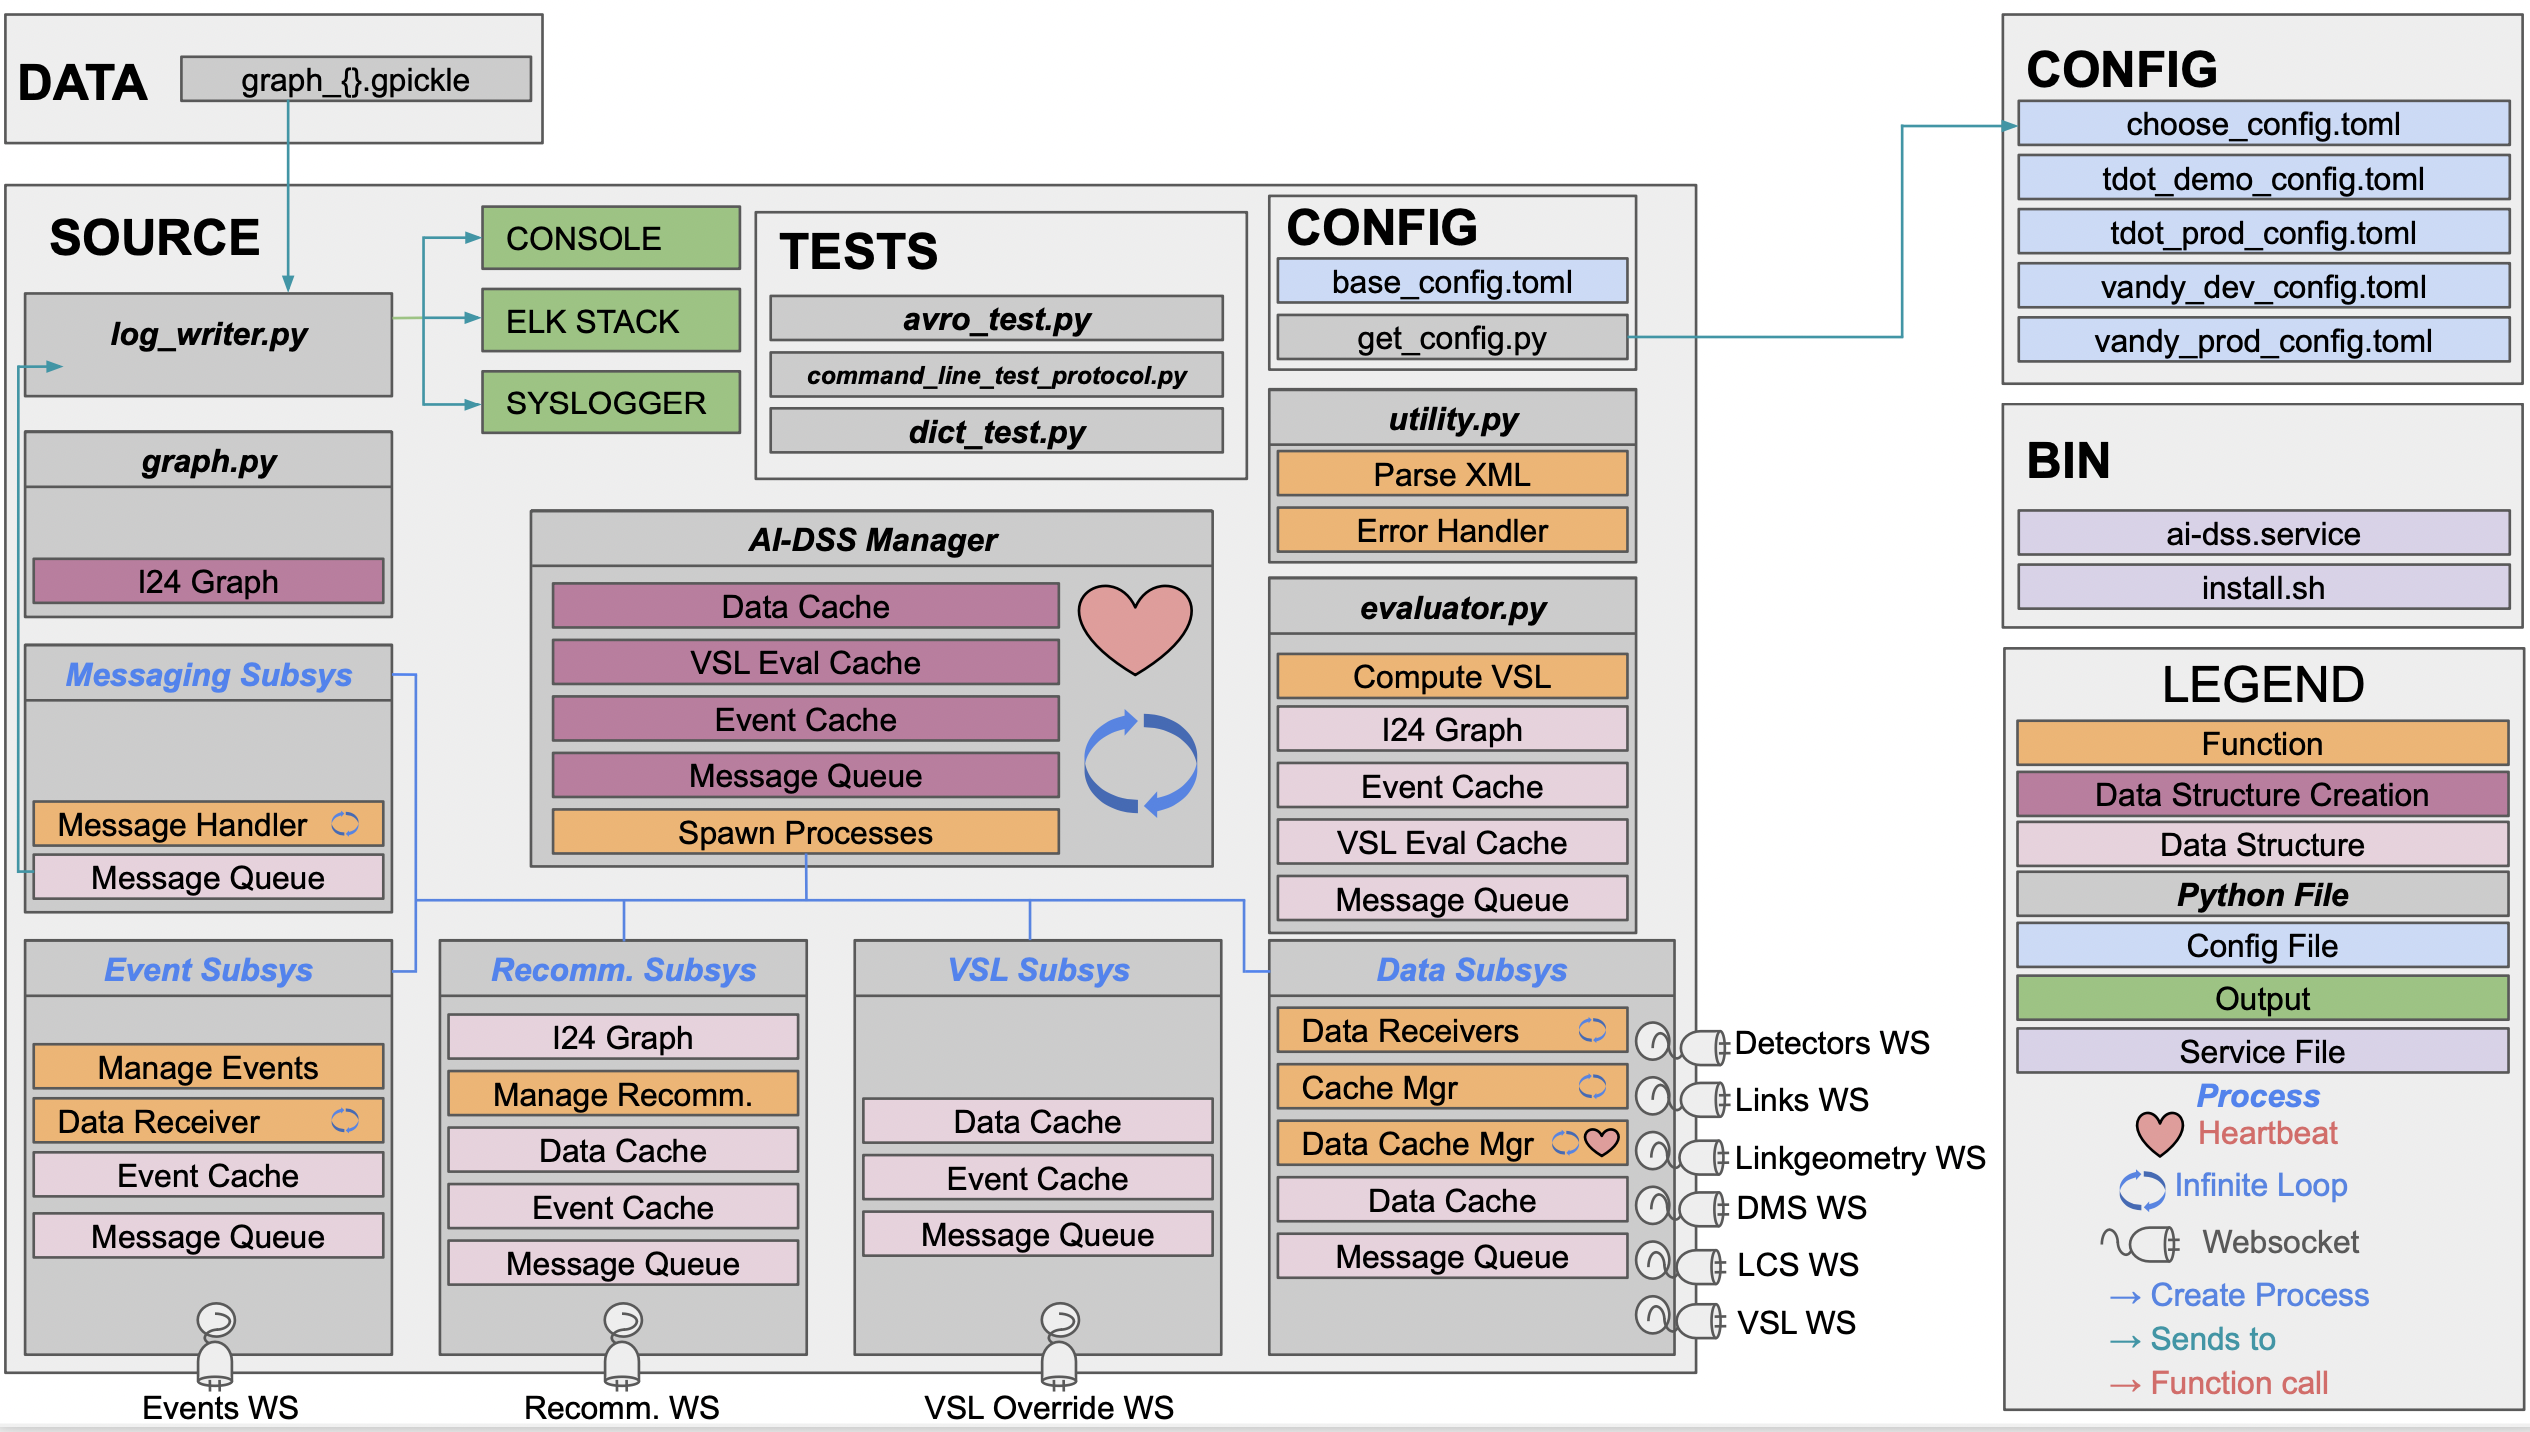 DATA
graph_{}.gpickle
SOURCE
log_writer.py
CONSOLE
ELK STACK
SYSLOGGER
graph.py
I24 Graph
TESTS
avro_test.py
command_line_test_protocol.py
dict_test.py
CONFIG
base_config.toml
get_config.py
utility.py
Parse XML
Error Handler
AI-DSS Manager
Data Cache
VSL Eval Cache
Event Cache
Message Queue
Spawn Processes
evaluator.py
Compute VSL
I24 Graph
Event Cache
VSL Eval Cache
Message Queue
Messaging Subsys
Message Handler
Message Queue
Event Subsys
Manage Events
Data Receiver
Event Cache
Message Queue
Events WS
Recomm. Subsys
I24 Graph
Manage Recomm.
Data Cache
Event Cache
Message Queue
Recomm. WS
VSL Subsys
Data Cache
Event Cache
Message Queue
VSL Override WS
Data Subsys
Data Receivers
Cache Mgr
Data Cache Mgr
Data Cache
Message Queue
Detectors WS
Links WS
Linkgeometry WS
DMS WS
LCS WS
VSL WS
CONFIG
choose_config.toml
tdot_demo_config.toml
tdot_prod_config.toml
vandy_dev_config.toml
vandy_prod_config.toml
BIN
ai-dss.service
install.sh
LEGEND
Function
Data Structure Creation
Data Structure
Python File
Config File
Output
Service File
Process
Heartbeat
Infinite Loop
Websocket
→ Create Process
→ Sends to
→ Function call